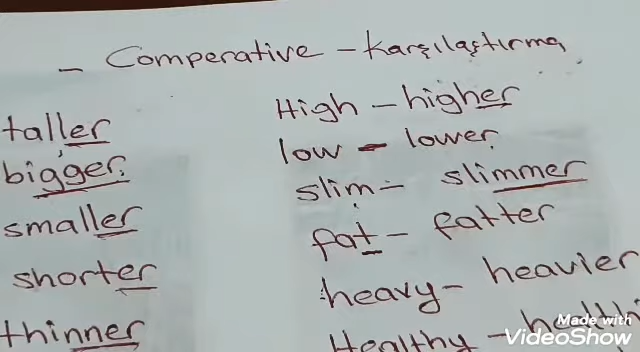 - Comperative - karşılaştırma
taller
bigger.
smaller
shorter
thinner
High - higher
low - lower.
slim - slimmer
fat - fatter
heavy - heavier
Healthy -
Made with
VideoShow